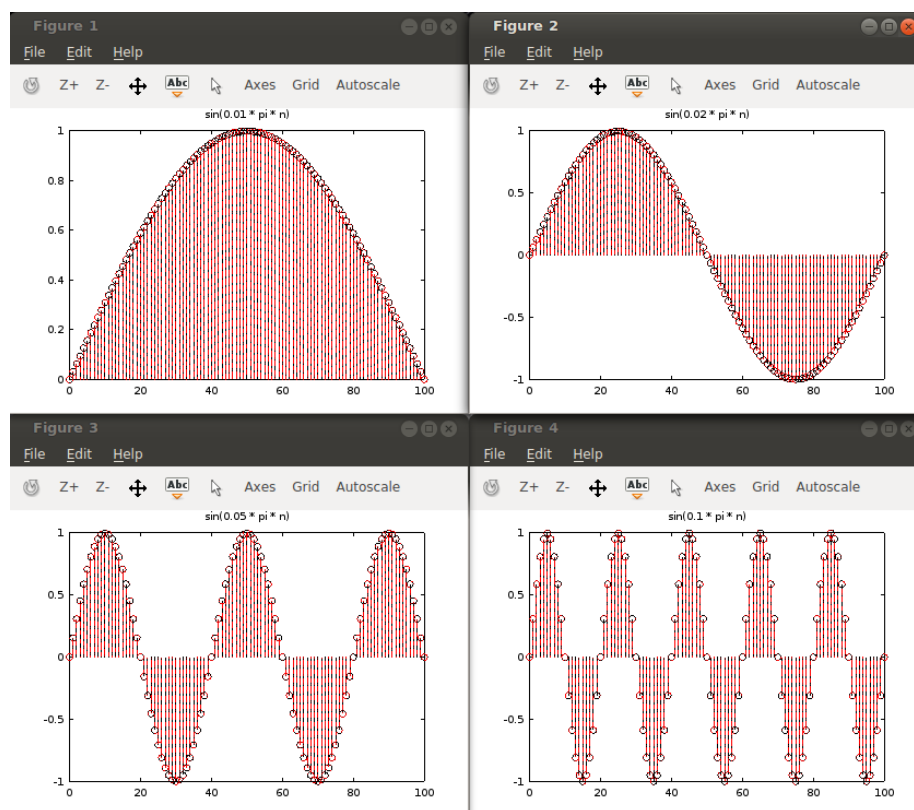 Figure 1
File Edit Help
Z+ Z- Abc Axes Grid Autoscale
sin(0.01 * pi * n)
1
0.8
0.6
0.4
0.2
0
0 20 40 60 80 100
Figure 2
File Edit Help
Z+ Z- Abc Axes Grid Autoscale
sin(0.02 * pi * n)
1
0.5
0
-0.5
-1
0 20 40 60 80 100
Figure 3
File Edit Help
Z+ Z- Abc Axes Grid Autoscale
sin(0.05 * pi * n)
1
0.5
0
-0.5
-1
0 20 40 60 80 100
Figure 4
File Edit Help
Z+ Z- Abc Axes Grid Autoscale
sin(0.1 * pi * n)
1
0.5
0
-0.5
-1
0 20 40 60 80 100